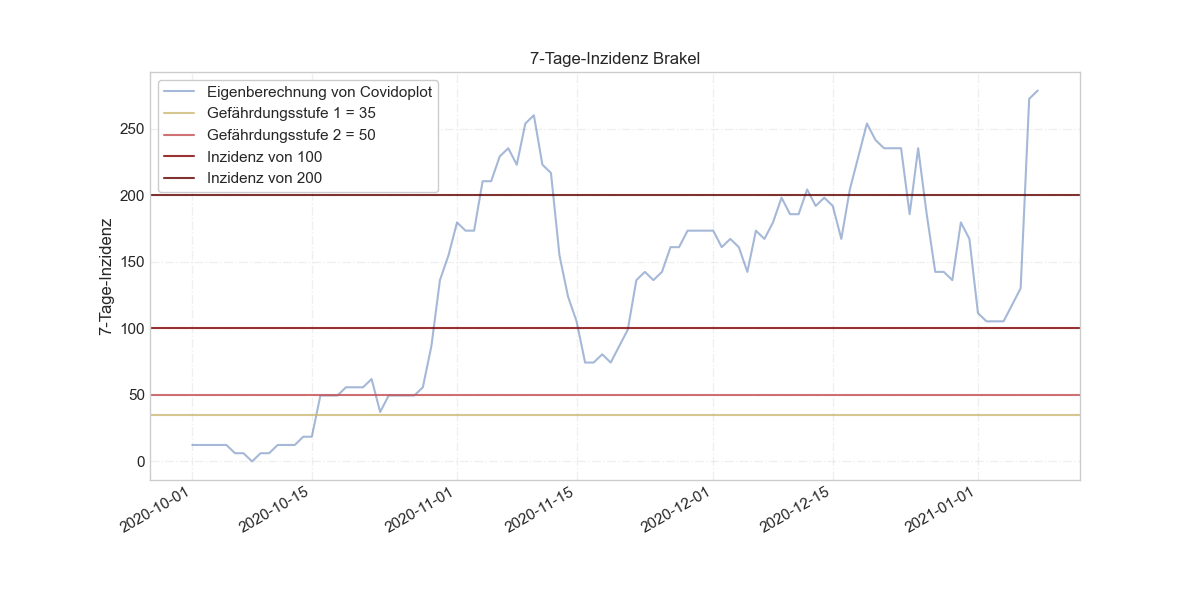 7-Tage-Inzidenz Brakel
Eigenberechnung von Covidoplot
Gefährdungsstufe 1 = 35
Gefährdungsstufe 2 = 50
Inzidenz von 100
Inzidenz von 200
7-Tage-Inzidenz
250
200
150
100
50
0
2020-10-01
2020-10-15
2020-11-01
2020-11-15
2020-12-01
2020-12-15
2021-01-01